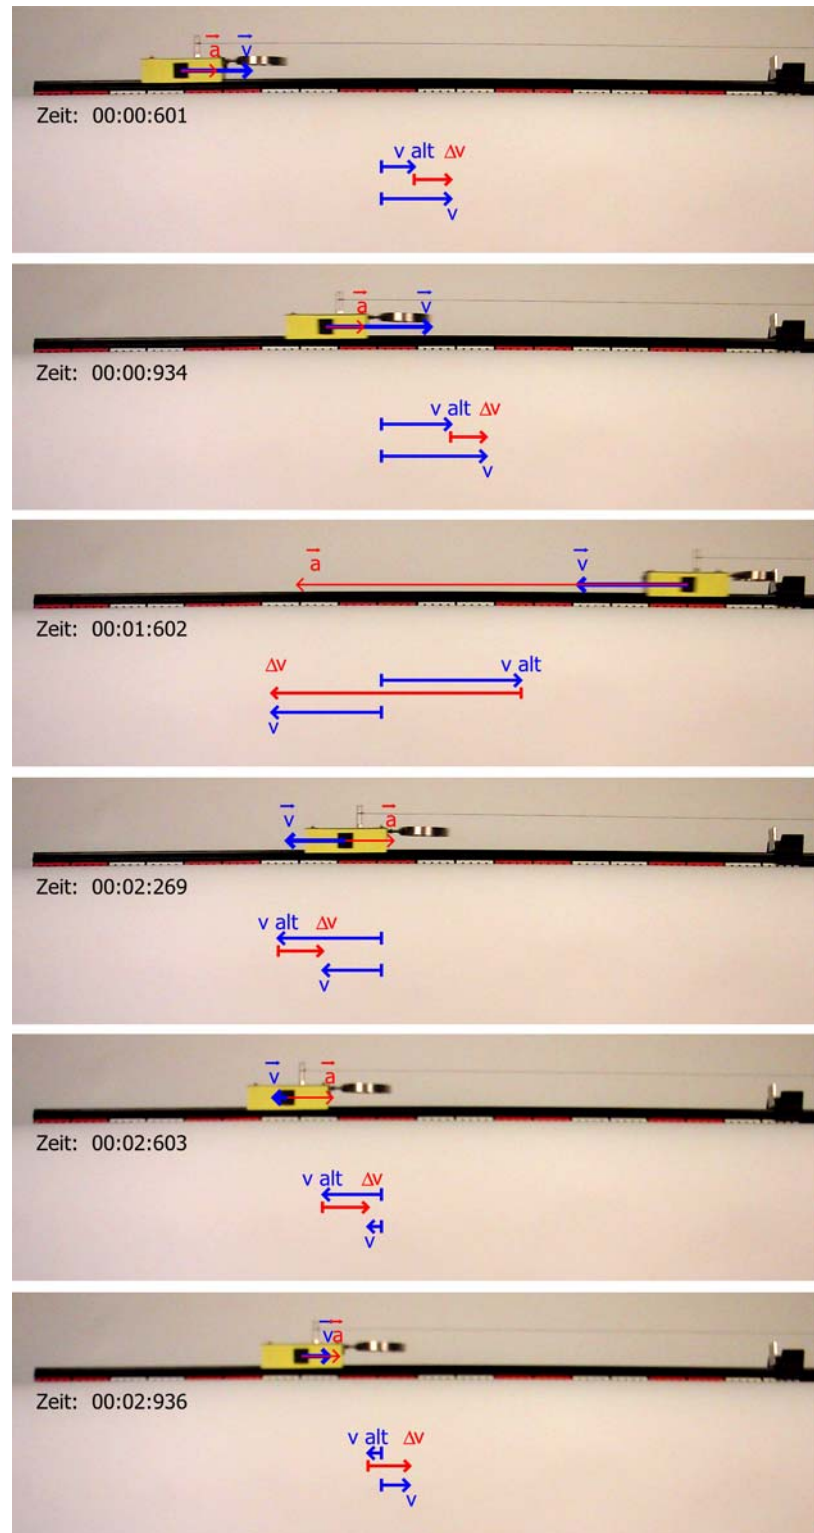 a v
Zeit: 00:00:601
v alt Δv
v
a v
Zeit: 00:00:934
v alt Δv
v
a v
Zeit: 00:01:602
Δv v alt
v
v a
Zeit: 00:02:269
v alt Δv
v
v a
Zeit: 00:02:603
v alt Δv
v
v a
Zeit: 00:02:936
v alt Δv
v